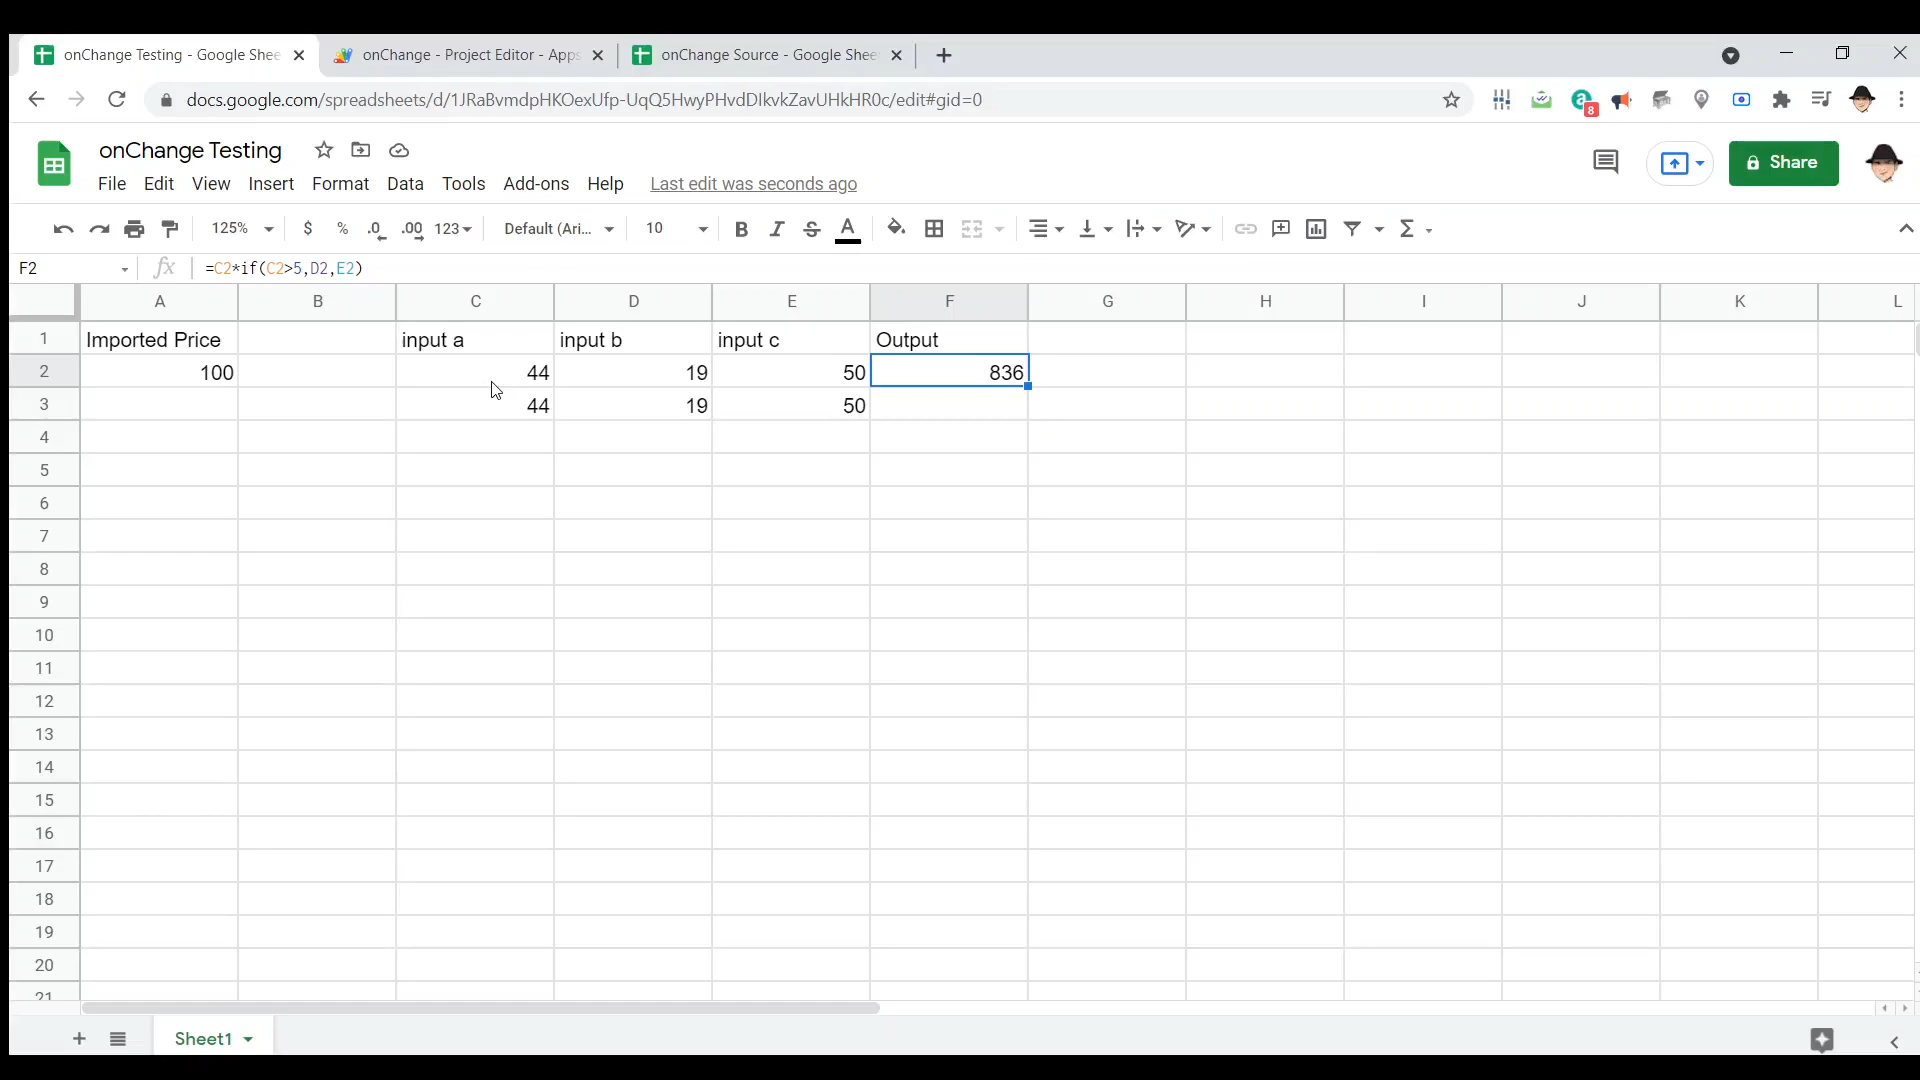 onChange Testing - Google Shee
onChange - Project Editor - Apps
onChange Source - Google Shee
docs.google.com/spreadsheets/d/1JRaBvmdpHKOexUfp-UqQ5HwyPHvdDIkvkZavUHkHR0c/edit#gid=0
8
onChange Testing
Share
File Edit View Insert Format Data Tools Add-ons Help Last edit was seconds ago
125% $ % .0 .00 123 Default (Ari... 10 B I S A Σ
F2 fx =C2*if(C2>5,D2,E2)
A B C D E F G H I J K L
1 Imported Price input a input b input c Output
2 100 44 19 50 836
3 44 19 50
4
5
6
7
8
9
10
11
12
13
14
15
16
17
18
19
20
21
Sheet1